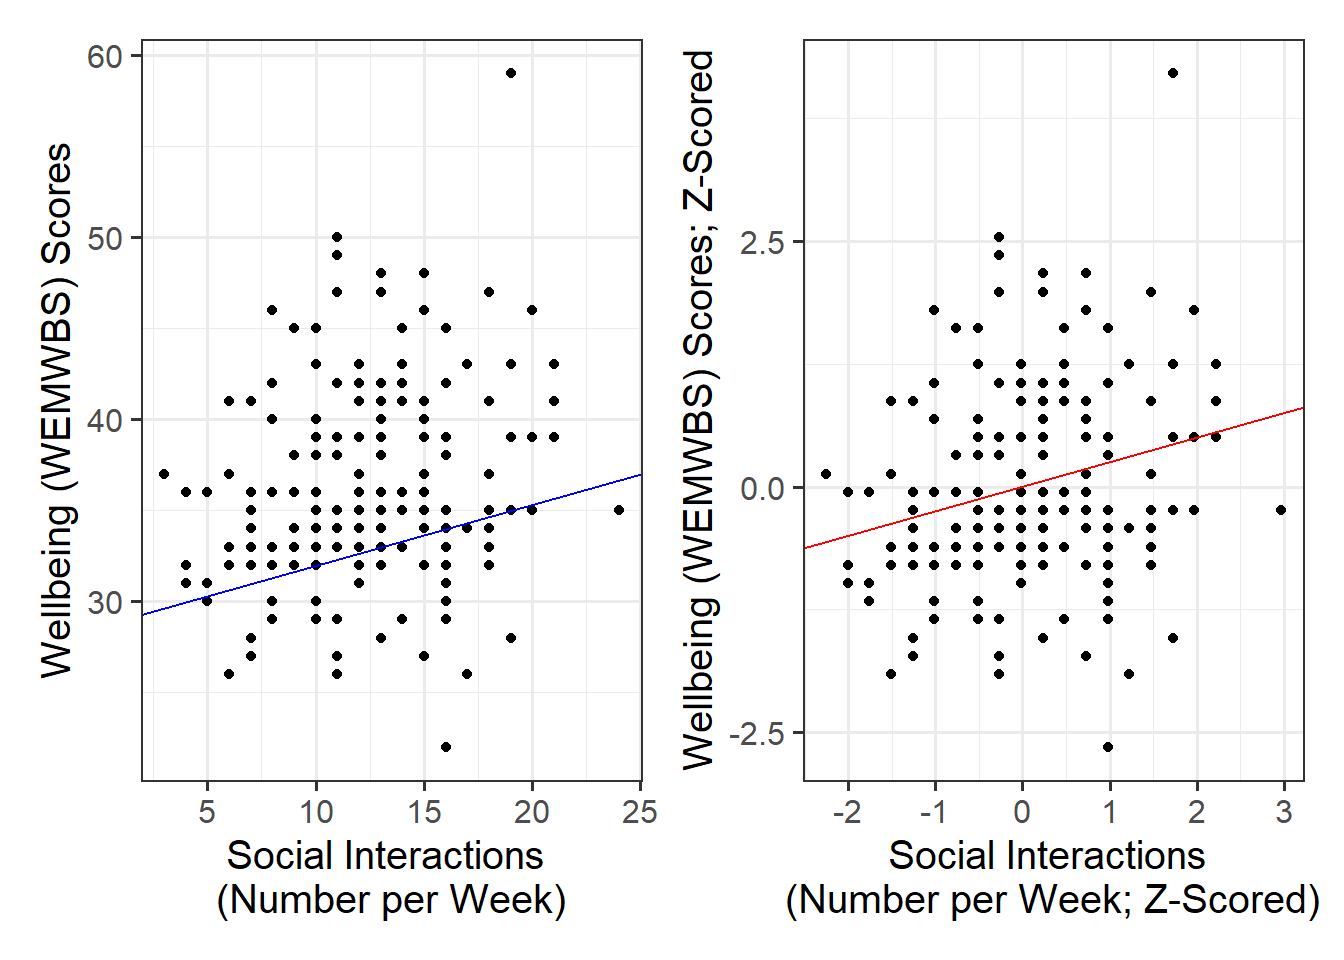 Wellbeing (WEMWBS) Scores
60
50
40
30
5 10 15 20 25
Social Interactions
(Number per Week)
Wellbeing (WEMWBS) Scores; Z-Scored
2.5
0.0
-2.5
-2 -1 0 1 2 3
Social Interactions
(Number per Week; Z-Scored)